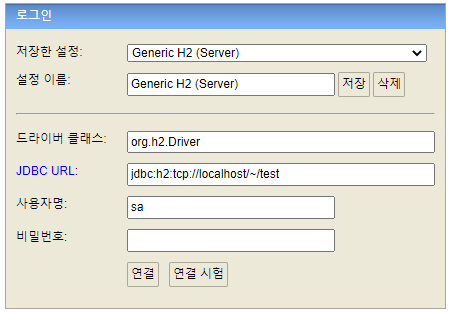 로그인
저장한 설정: Generic H2 (Server)
설정 이름: Generic H2 (Server) 저장 삭제
드라이버 클래스: org.h2.Driver
JDBC URL: jdbc:h2:tcp://localhost/~/test
사용자명: sa
비밀번호:
연결 연결 시험